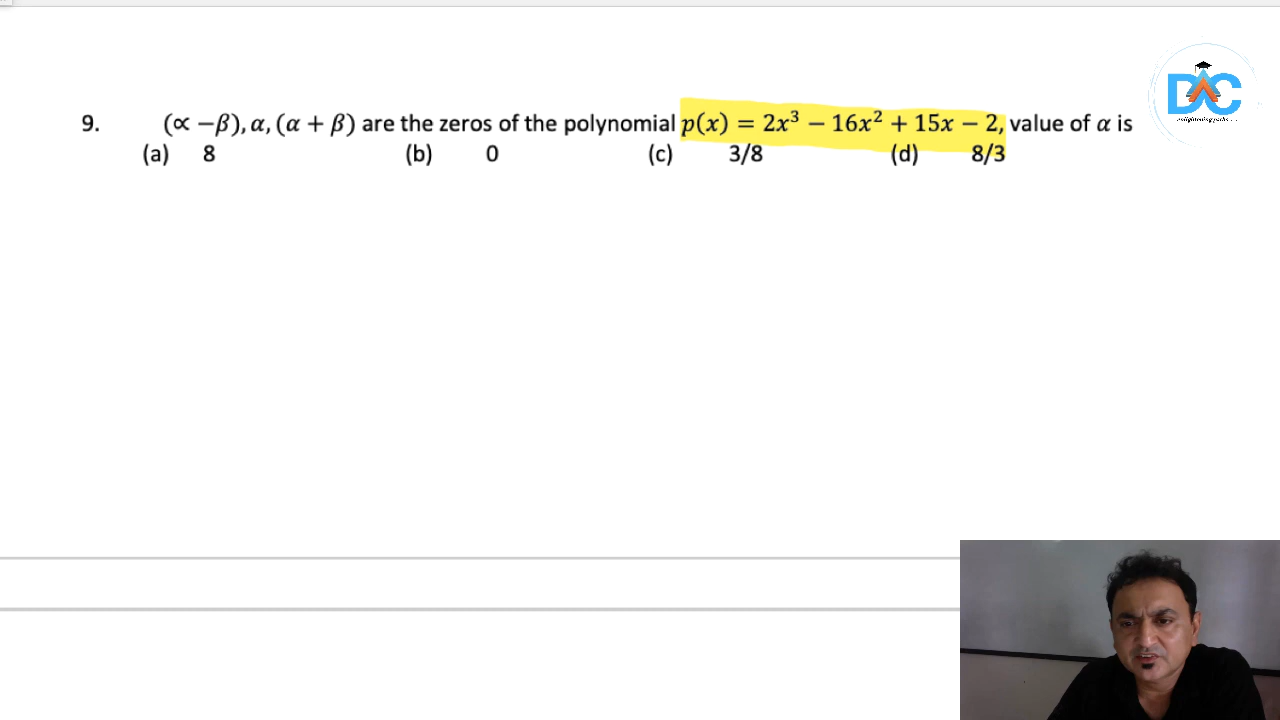 DAC
9. (∝ −β), α, (α + β) are the zeros of the polynomial p(x) = 2x³ − 16x² + 15x − 2, value of α is
(a) 8 (b) 0 (c) 3/8 (d) 8/3